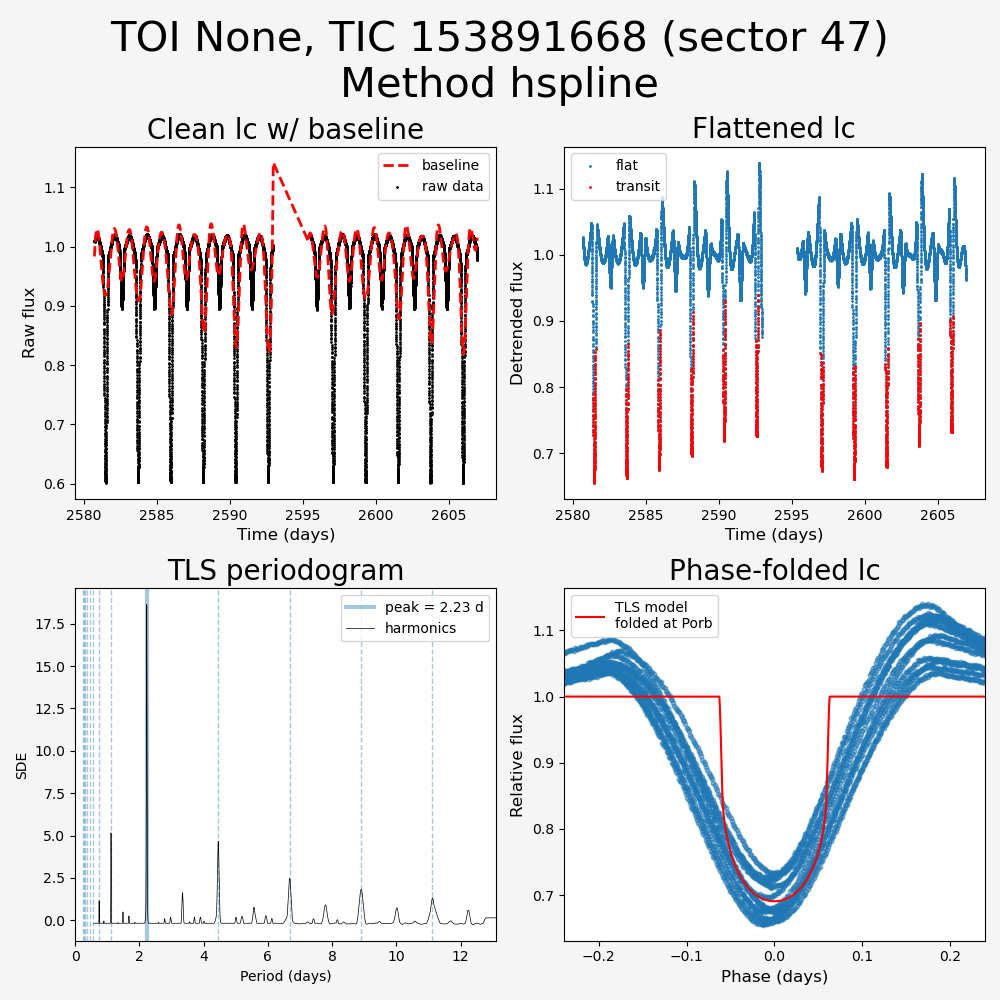 TOI None, TIC 153891668 (sector 47)
Method hspline
Clean lc w/ baseline
baseline
raw data
Raw flux
1.1
1.0
0.9
0.8
0.7
0.6
2580 2585 2590 2595 2600 2605
Time (days)
Flattened lc
flat
transit
Detrended flux
1.1
1.0
0.9
0.8
0.7
2580 2585 2590 2595 2600 2605
Time (days)
TLS periodogram
peak = 2.23 d
harmonics
SDE
17.5
15.0
12.5
10.0
7.5
5.0
2.5
0.0
0 2 4 6 8 10 12
Period (days)
Phase-folded lc
TLS model
folded at Porb
Relative flux
1.1
1.0
0.9
0.8
0.7
−0.2 −0.1 0.0 0.1 0.2
Phase (days)